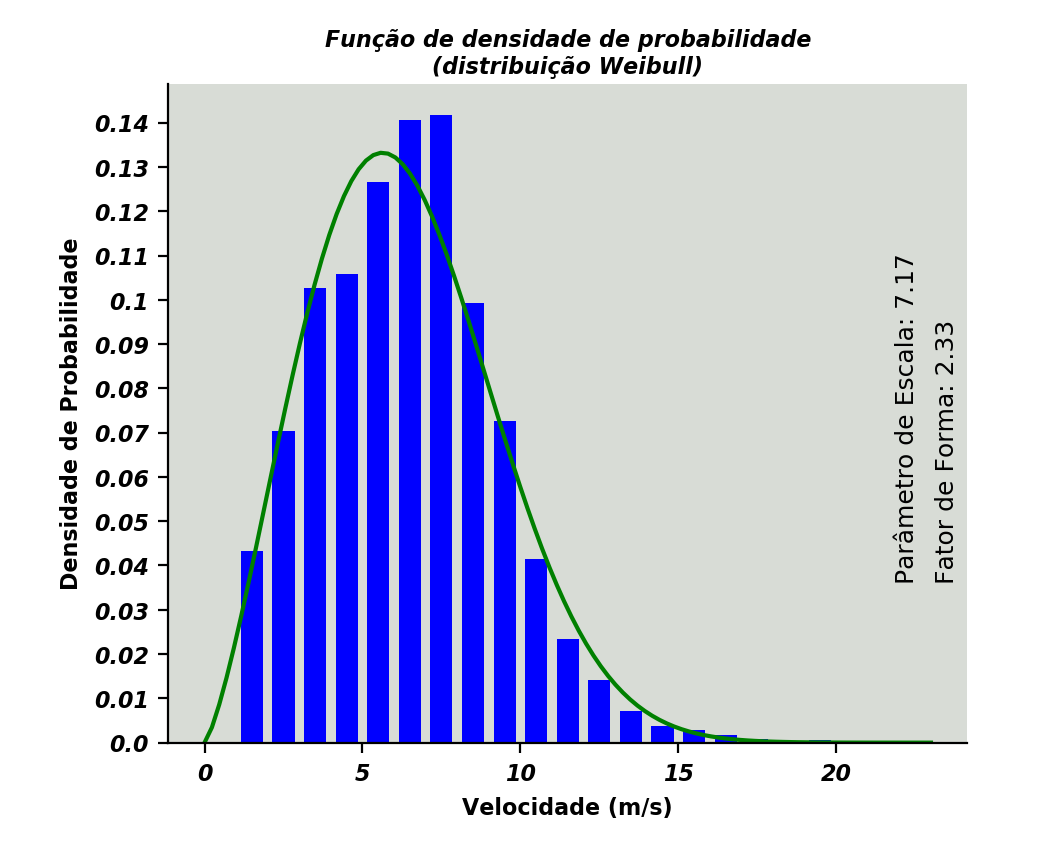 Função de densidade de probabilidade
(distribuição Weibull)
Densidade de Probabilidade
0.14
0.13
0.12
0.11
0.1
0.09
0.08
0.07
0.06
0.05
0.04
0.03
0.02
0.01
0.0
Parâmetro de Escala: 7.17
Fator de Forma: 2.33
0 5 10 15 20
Velocidade (m/s)